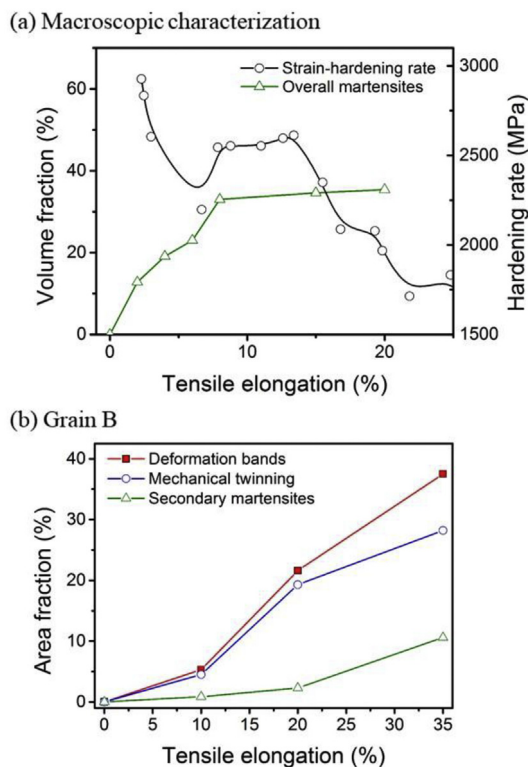 (a) Macroscopic characterization
Strain-hardening rate
Overall martensites
Volume fraction (%)
60
40
20
0
Hardening rate (MPa)
3000
2500
2000
1500
0 10 20
Tensile elongation (%)
(b) Grain B
Deformation bands
Mechanical twinning
Secondary martensites
Area fraction (%)
40
30
20
10
0
0 5 10 15 20 25 30 35
Tensile elongation (%)